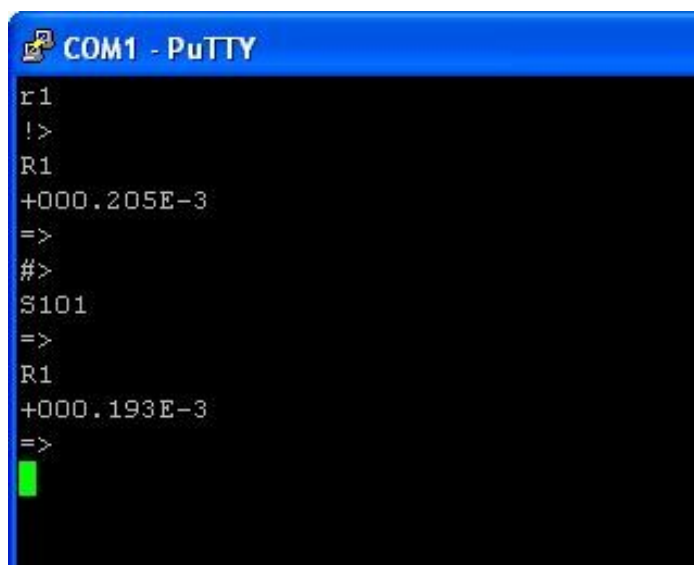 COM1 - PuTTY
r1
!>
R1
+000.205E-3
=>
#>
S101
=>
R1
+000.193E-3
=>